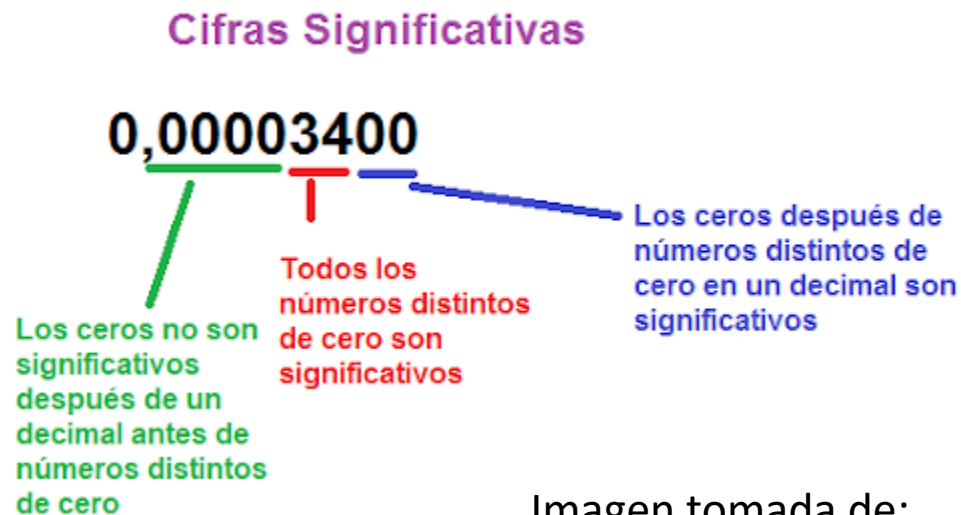 Cifras Significativas
0,00003400
Los ceros no son
significativos
después de un
decimal antes de
números distintos
de cero
Todos los
números distintos
de cero son
significativos
Los ceros después de
números distintos de
cero en un decimal son
significativos
Imagen tomada de: